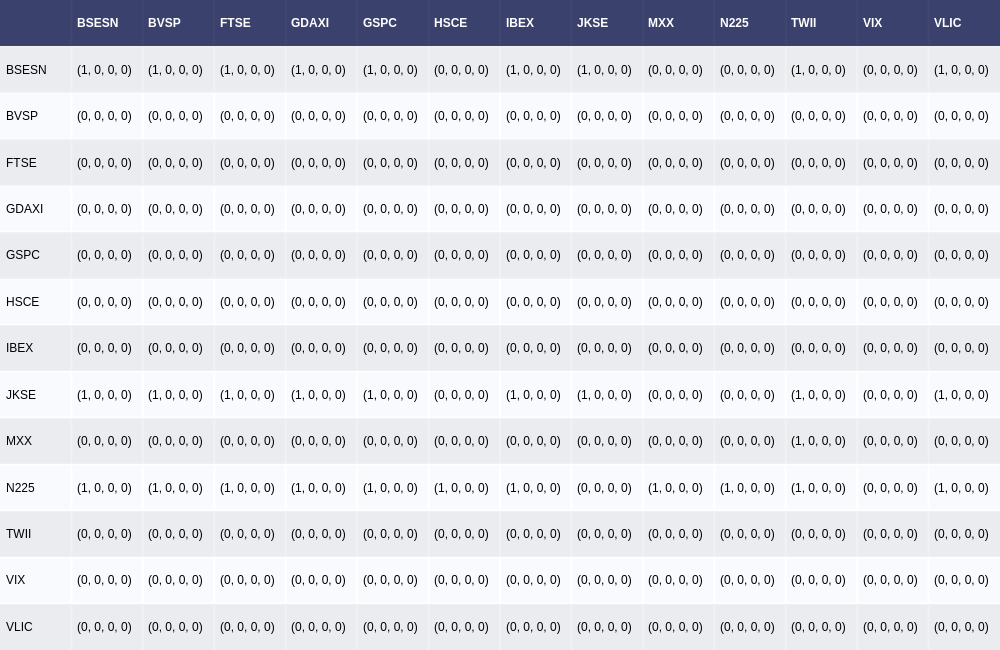 BSESN BVSP FTSE GDAXI GSPC HSCE IBEX JKSE MXX N225 TWII VIX VLIC
BSESN (1, 0, 0, 0) (1, 0, 0, 0) (1, 0, 0, 0) (1, 0, 0, 0) (1, 0, 0, 0) (0, 0, 0, 0) (1, 0, 0, 0) (1, 0, 0, 0) (0, 0, 0, 0) (0, 0, 0, 0) (1, 0, 0, 0) (0, 0, 0, 0) (1, 0, 0, 0)
BVSP (0, 0, 0, 0) (0, 0, 0, 0) (0, 0, 0, 0) (0, 0, 0, 0) (0, 0, 0, 0) (0, 0, 0, 0) (0, 0, 0, 0) (0, 0, 0, 0) (0, 0, 0, 0) (0, 0, 0, 0) (0, 0, 0, 0) (0, 0, 0, 0) (0, 0, 0, 0)
FTSE (0, 0, 0, 0) (0, 0, 0, 0) (0, 0, 0, 0) (0, 0, 0, 0) (0, 0, 0, 0) (0, 0, 0, 0) (0, 0, 0, 0) (0, 0, 0, 0) (0, 0, 0, 0) (0, 0, 0, 0) (0, 0, 0, 0) (0, 0, 0, 0) (0, 0, 0, 0)
GDAXI (0, 0, 0, 0) (0, 0, 0, 0) (0, 0, 0, 0) (0, 0, 0, 0) (0, 0, 0, 0) (0, 0, 0, 0) (0, 0, 0, 0) (0, 0, 0, 0) (0, 0, 0, 0) (0, 0, 0, 0) (0, 0, 0, 0) (0, 0, 0, 0) (0, 0, 0, 0)
GSPC (0, 0, 0, 0) (0, 0, 0, 0) (0, 0, 0, 0) (0, 0, 0, 0) (0, 0, 0, 0) (0, 0, 0, 0) (0, 0, 0, 0) (0, 0, 0, 0) (0, 0, 0, 0) (0, 0, 0, 0) (0, 0, 0, 0) (0, 0, 0, 0) (0, 0, 0, 0)
HSCE (0, 0, 0, 0) (0, 0, 0, 0) (0, 0, 0, 0) (0, 0, 0, 0) (0, 0, 0, 0) (0, 0, 0, 0) (0, 0, 0, 0) (0, 0, 0, 0) (0, 0, 0, 0) (0, 0, 0, 0) (0, 0, 0, 0) (0, 0, 0, 0) (0, 0, 0, 0)
IBEX (0, 0, 0, 0) (0, 0, 0, 0) (0, 0, 0, 0) (0, 0, 0, 0) (0, 0, 0, 0) (0, 0, 0, 0) (0, 0, 0, 0) (0, 0, 0, 0) (0, 0, 0, 0) (0, 0, 0, 0) (0, 0, 0, 0) (0, 0, 0, 0) (0, 0, 0, 0)
JKSE (1, 0, 0, 0) (1, 0, 0, 0) (1, 0, 0, 0) (1, 0, 0, 0) (1, 0, 0, 0) (0, 0, 0, 0) (1, 0, 0, 0) (1, 0, 0, 0) (0, 0, 0, 0) (0, 0, 0, 0) (1, 0, 0, 0) (0, 0, 0, 0) (1, 0, 0, 0)
MXX (0, 0, 0, 0) (0, 0, 0, 0) (0, 0, 0, 0) (0, 0, 0, 0) (0, 0, 0, 0) (0, 0, 0, 0) (0, 0, 0, 0) (0, 0, 0, 0) (0, 0, 0, 0) (0, 0, 0, 0) (1, 0, 0, 0) (0, 0, 0, 0) (0, 0, 0, 0)
N225 (1, 0, 0, 0) (1, 0, 0, 0) (1, 0, 0, 0) (1, 0, 0, 0) (1, 0, 0, 0) (1, 0, 0, 0) (1, 0, 0, 0) (0, 0, 0, 0) (1, 0, 0, 0) (1, 0, 0, 0) (1, 0, 0, 0) (0, 0, 0, 0) (1, 0, 0, 0)
TWII (0, 0, 0, 0) (0, 0, 0, 0) (0, 0, 0, 0) (0, 0, 0, 0) (0, 0, 0, 0) (0, 0, 0, 0) (0, 0, 0, 0) (0, 0, 0, 0) (0, 0, 0, 0) (0, 0, 0, 0) (0, 0, 0, 0) (0, 0, 0, 0) (0, 0, 0, 0)
VIX (0, 0, 0, 0) (0, 0, 0, 0) (0, 0, 0, 0) (0, 0, 0, 0) (0, 0, 0, 0) (0, 0, 0, 0) (0, 0, 0, 0) (0, 0, 0, 0) (0, 0, 0, 0) (0, 0, 0, 0) (0, 0, 0, 0) (0, 0, 0, 0) (0, 0, 0, 0)
VLIC (0, 0, 0, 0) (0, 0, 0, 0) (0, 0, 0, 0) (0, 0, 0, 0) (0, 0, 0, 0) (0, 0, 0, 0) (0, 0, 0, 0) (0, 0, 0, 0) (0, 0, 0, 0) (0, 0, 0, 0) (0, 0, 0, 0) (0, 0, 0, 0) (0, 0, 0, 0)